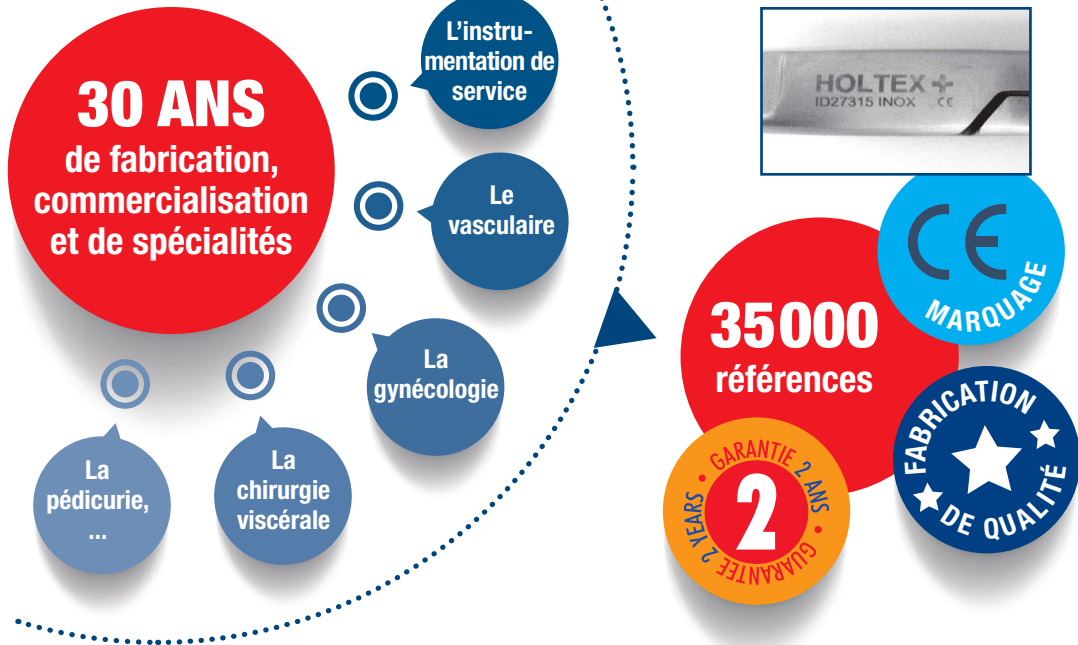 30 ANS
de fabrication,
commercialisation
et de spécialités
L'instru-
mentation de
service
Le
vasculaire
La
gynécologie
La
chirurgie
viscérale
La
pédicurie,
...
HOLTEX+
ID27315 INOX CE
35000
références
CE
MARQUAGE
FABRICATION
DE QUALITÉ
GARANTIE 2 ANS • GUARANTEE 2 YEARS •
2